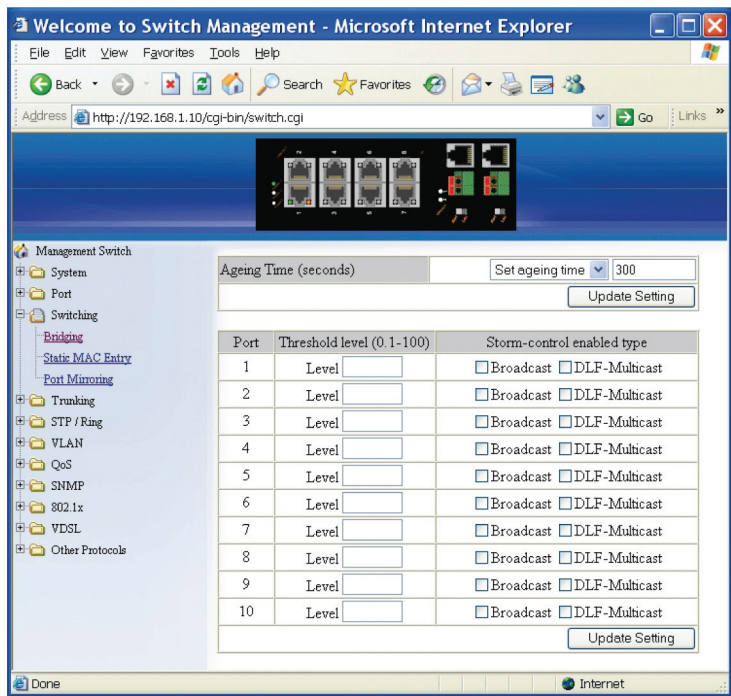 Welcome to Switch Management - Microsoft Internet Explorer
File Edit View Favorites Tools Help
Back Search Favorites
Address http://192.168.1.10/cgi-bin/switch.cgi Go Links »
Management Switch
System
Port
Switching
Bridging
Static MAC Entry
Port Mirroring
Trunking
STP / Ring
VLAN
QoS
SNMP
802.1x
VDSL
Other Protocols
Ageing Time (seconds) Set ageing time 300
Update Setting
Port Threshold level (0.1-100) Storm-control enabled type
1 Level Broadcast DLF-Multicast
2 Level Broadcast DLF-Multicast
3 Level Broadcast DLF-Multicast
4 Level Broadcast DLF-Multicast
5 Level Broadcast DLF-Multicast
6 Level Broadcast DLF-Multicast
7 Level Broadcast DLF-Multicast
8 Level Broadcast DLF-Multicast
9 Level Broadcast DLF-Multicast
10 Level Broadcast DLF-Multicast
Update Setting
Done Internet